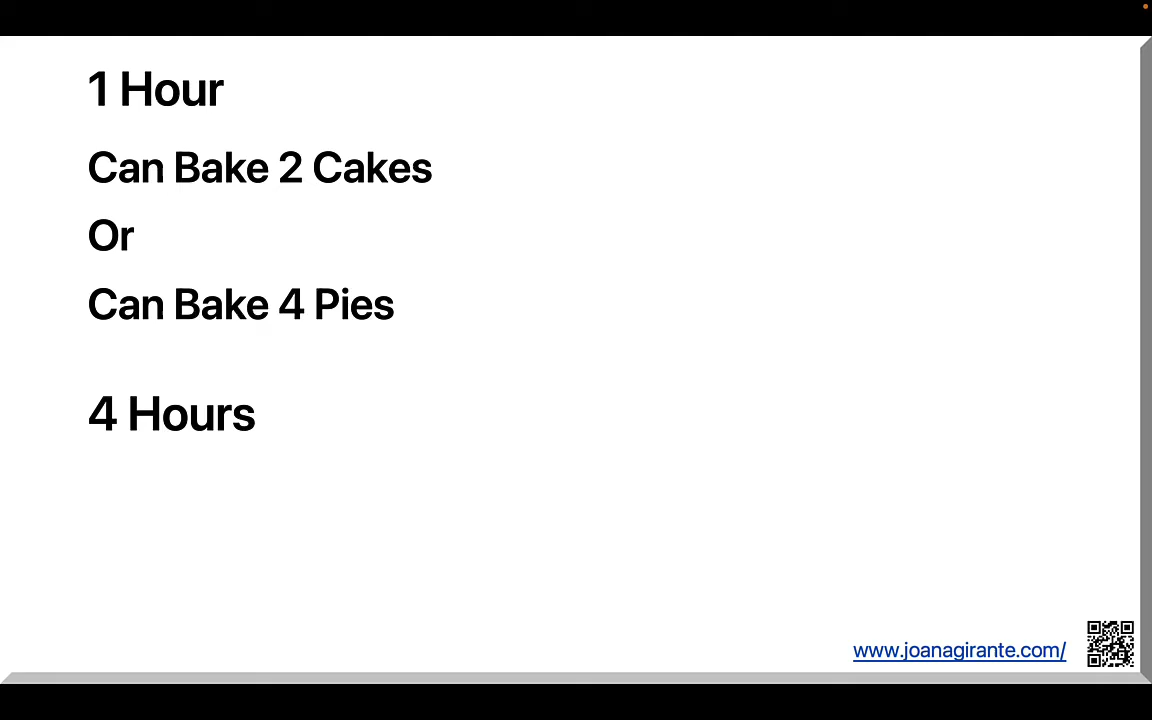 1 Hour
Can Bake 2 Cakes
Or
Can Bake 4 Pies
4 Hours
www.joanagirante.com/